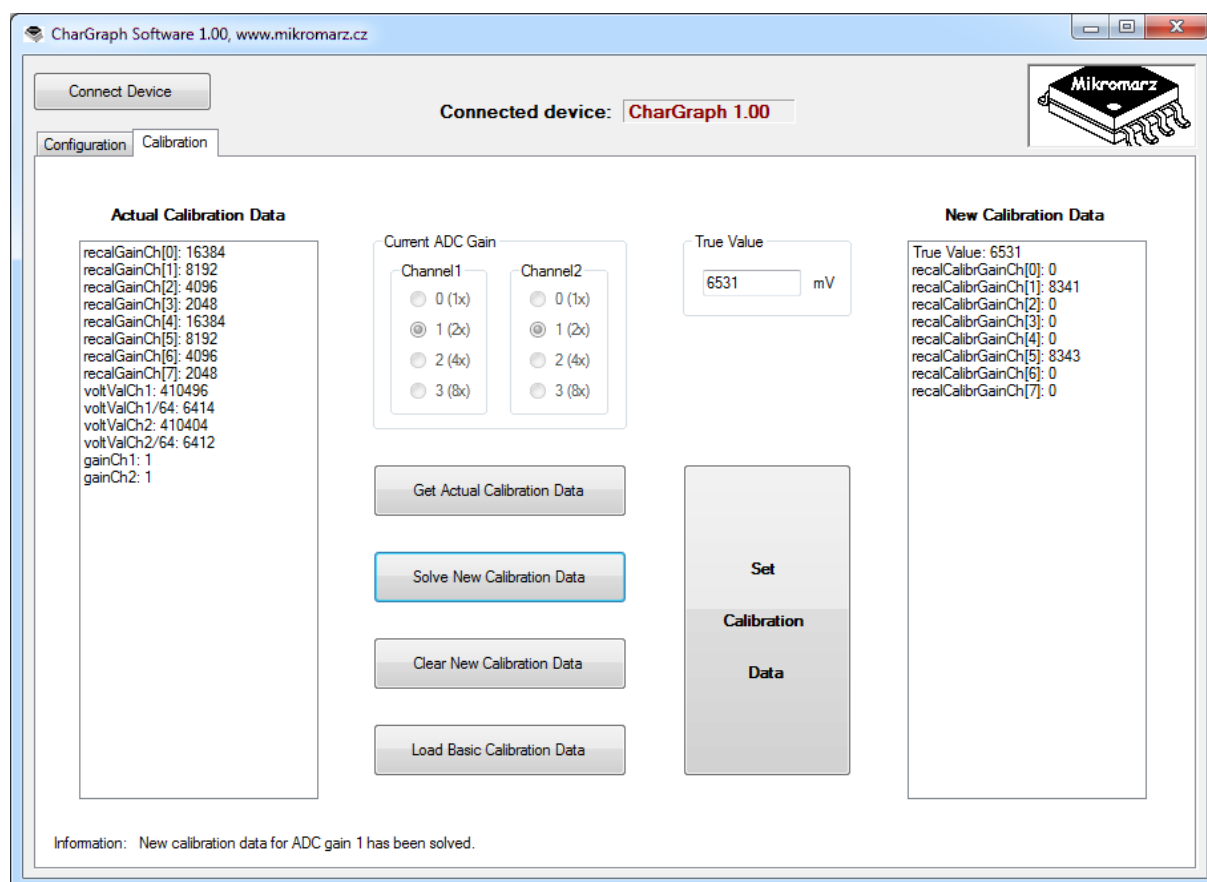 CharGraph Software 1.00, www.mikromarz.cz
Connect Device
Connected device: CharGraph 1.00
Mikromarz
Configuration
Calibration
Actual Calibration Data
recalGainCh[0]: 16384
recalGainCh[1]: 8192
recalGainCh[2]: 4096
recalGainCh[3]: 2048
recalGainCh[4]: 16384
recalGainCh[5]: 8192
recalGainCh[6]: 4096
recalGainCh[7]: 2048
voltValCh1: 410496
voltValCh1/64: 6414
voltValCh2: 410404
voltValCh2/64: 6412
gainCh1: 1
gainCh2: 1
Current ADC Gain
Channel1
0 (1x)
1 (2x)
2 (4x)
3 (8x)
Channel2
0 (1x)
1 (2x)
2 (4x)
3 (8x)
True Value
6531 mV
Get Actual Calibration Data
Solve New Calibration Data
Clear New Calibration Data
Load Basic Calibration Data
Set
Calibration
Data
New Calibration Data
True Value: 6531
recalCalibrGainCh[0]: 0
recalCalibrGainCh[1]: 8341
recalCalibrGainCh[2]: 0
recalCalibrGainCh[3]: 0
recalCalibrGainCh[4]: 0
recalCalibrGainCh[5]: 8343
recalCalibrGainCh[6]: 0
recalCalibrGainCh[7]: 0
Information: New calibration data for ADC gain 1 has been solved.